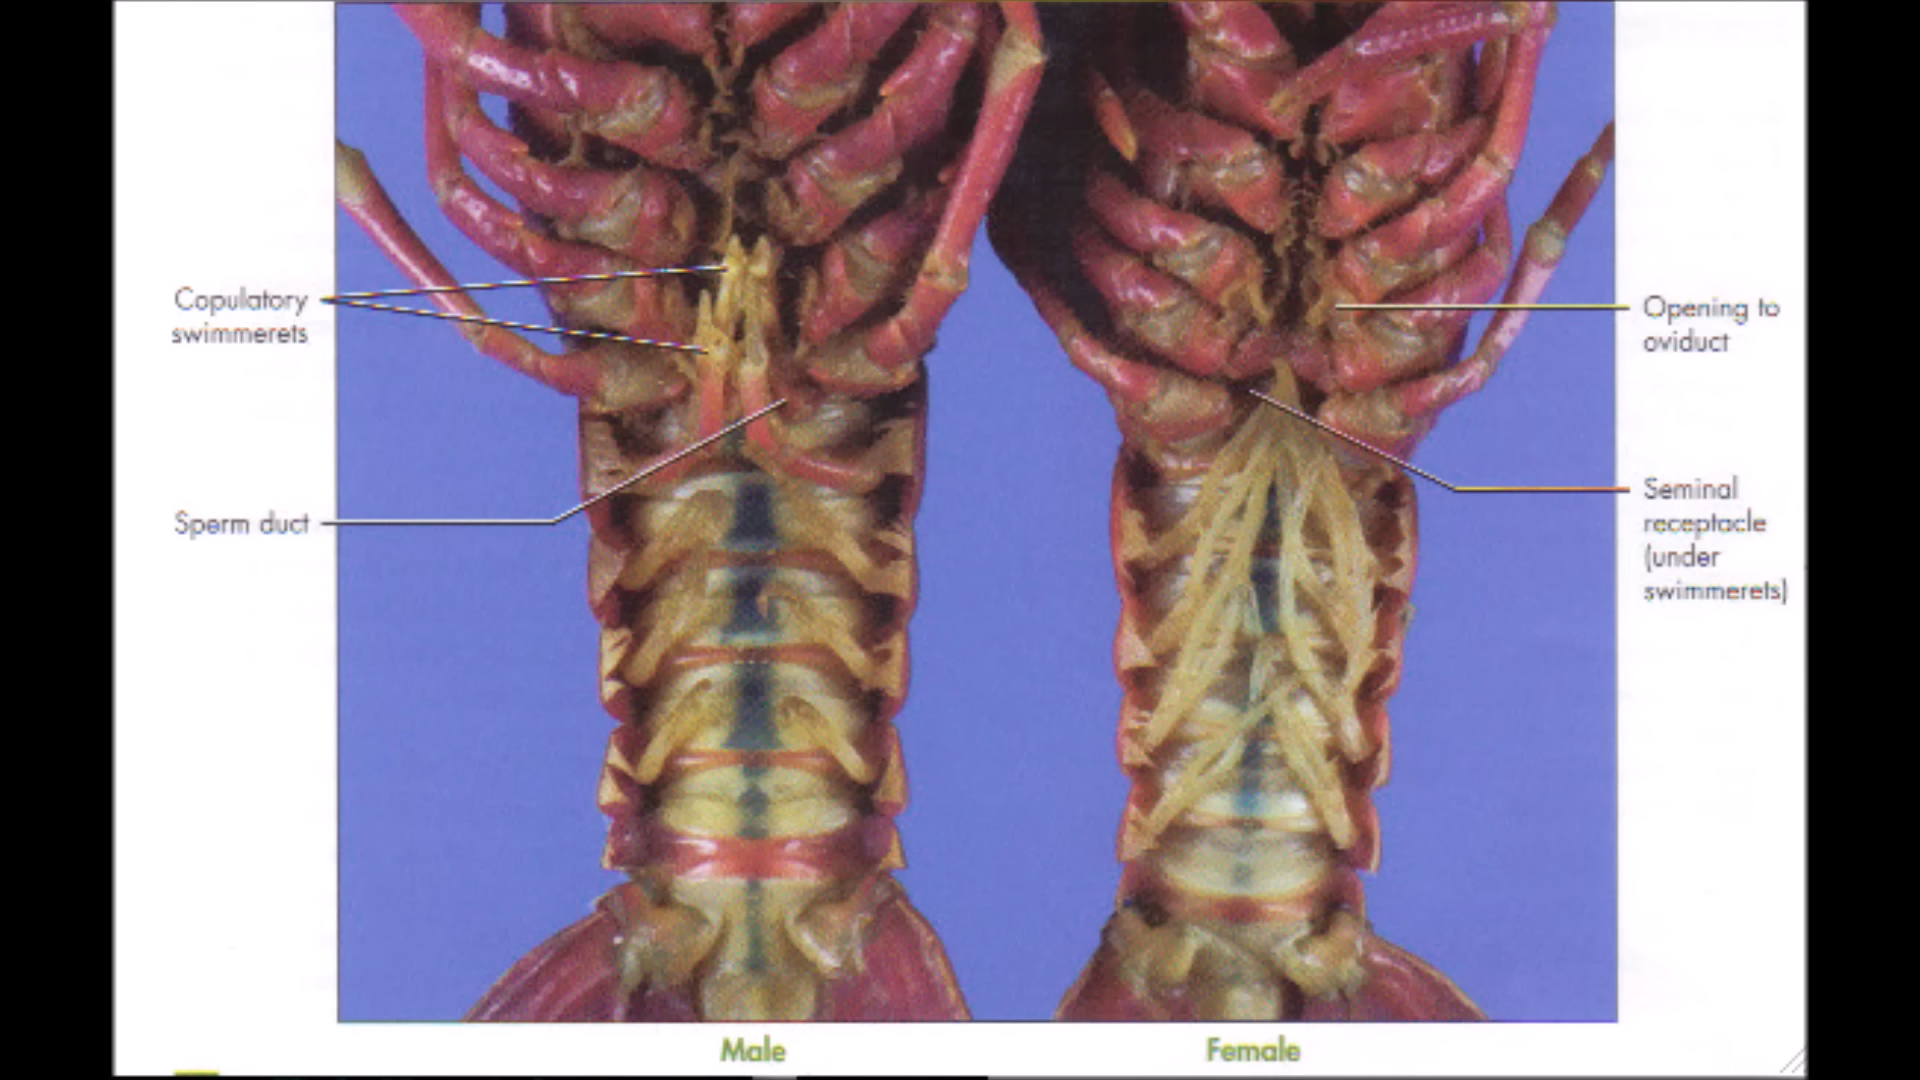 Copulatory
swimmerets
Sperm duct
Opening to
oviduct
Seminal
receptacle
(under
swimmerets)
Male
Female